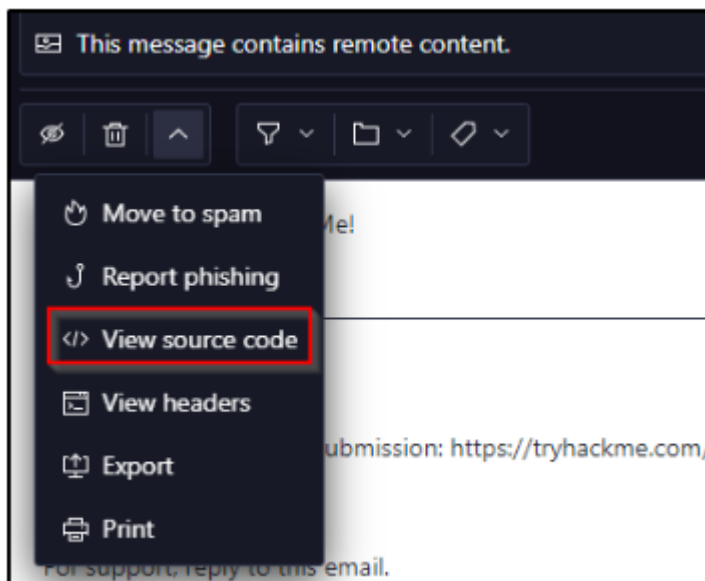 This message contains remote content.
Me!
Move to spam
Report phishing
</> View source code
View headers
ubmission: https://tryhackme.com/
Export
Print
For support, reply to this email.